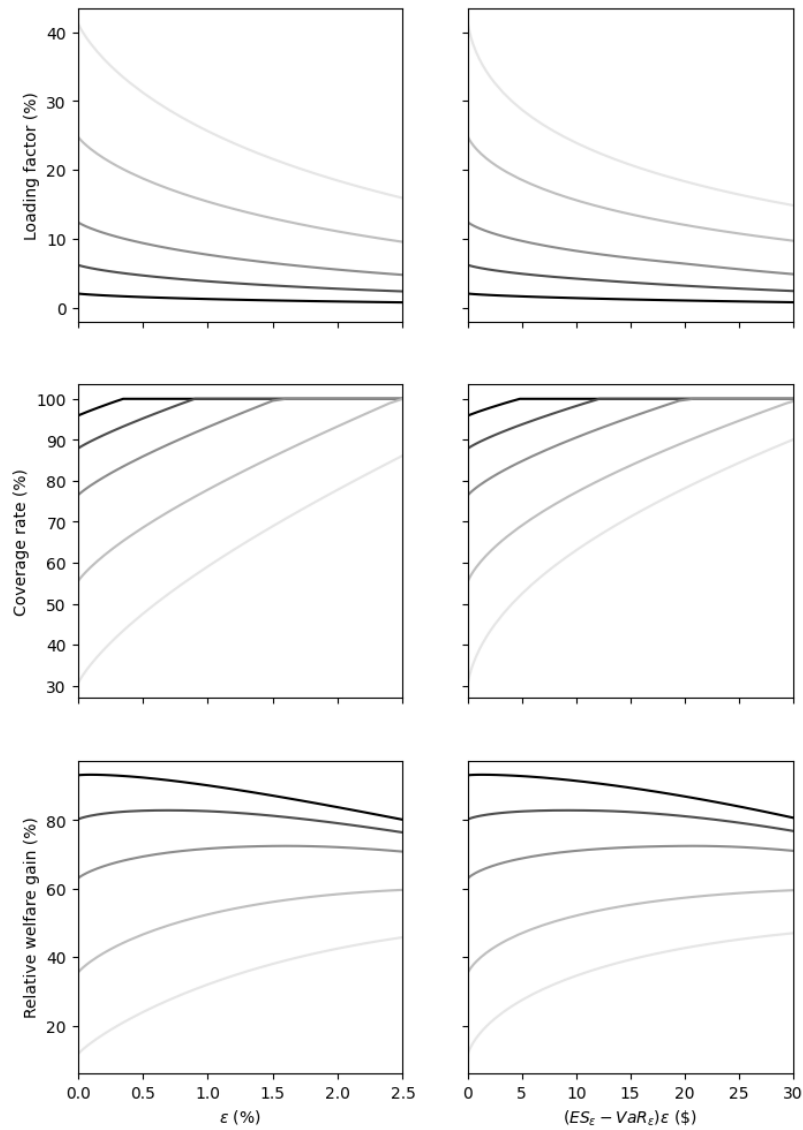 40
30
20
10
0
Loading factor (%)
100
90
80
70
60
50
40
30
Coverage rate (%)
80
60
40
20
Relative welfare gain (%)
0.0 0.5 1.0 1.5 2.0 2.5
ε (%)
0 5 10 15 20 25 30
(ES_ε − VaR_ε)ε ($)